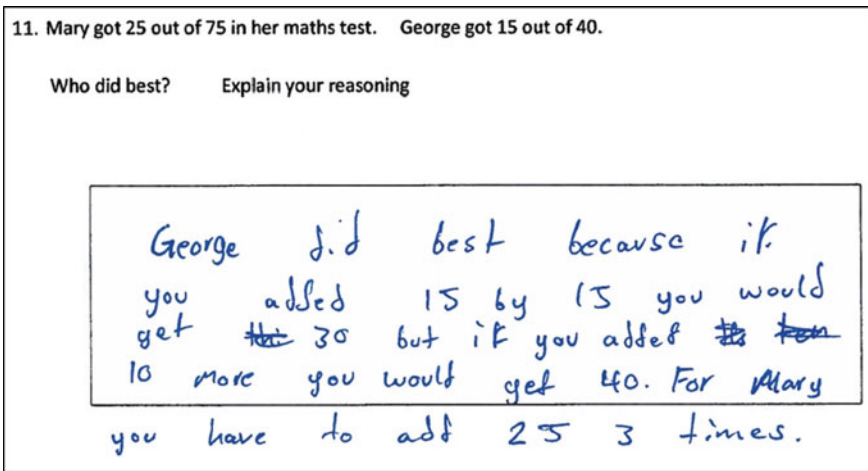 11. Mary got 25 out of 75 in her maths test. George got 15 out of 40.
Who did best? Explain your reasoning
George did best because if
you added 15 by 15 you would
get 30 but if you added
10 more you would get 40. For Mary
you have to add 25 3 times.